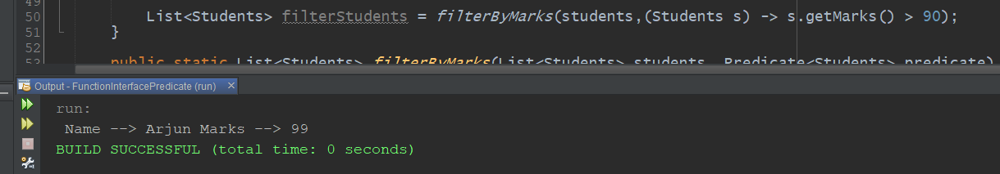 49
50 List<Students> filterStudents = filterByMarks(students,(Students s) -> s.getMarks() > 90);
51 }
52
53 public static List<Students> filterByMarks(List<Students> students, Predicate<Students> predicate)
Output - FunctionInterfacePredicate (run) ×
run:
Name --> Arjun Marks --> 99
BUILD SUCCESSFUL (total time: 0 seconds)